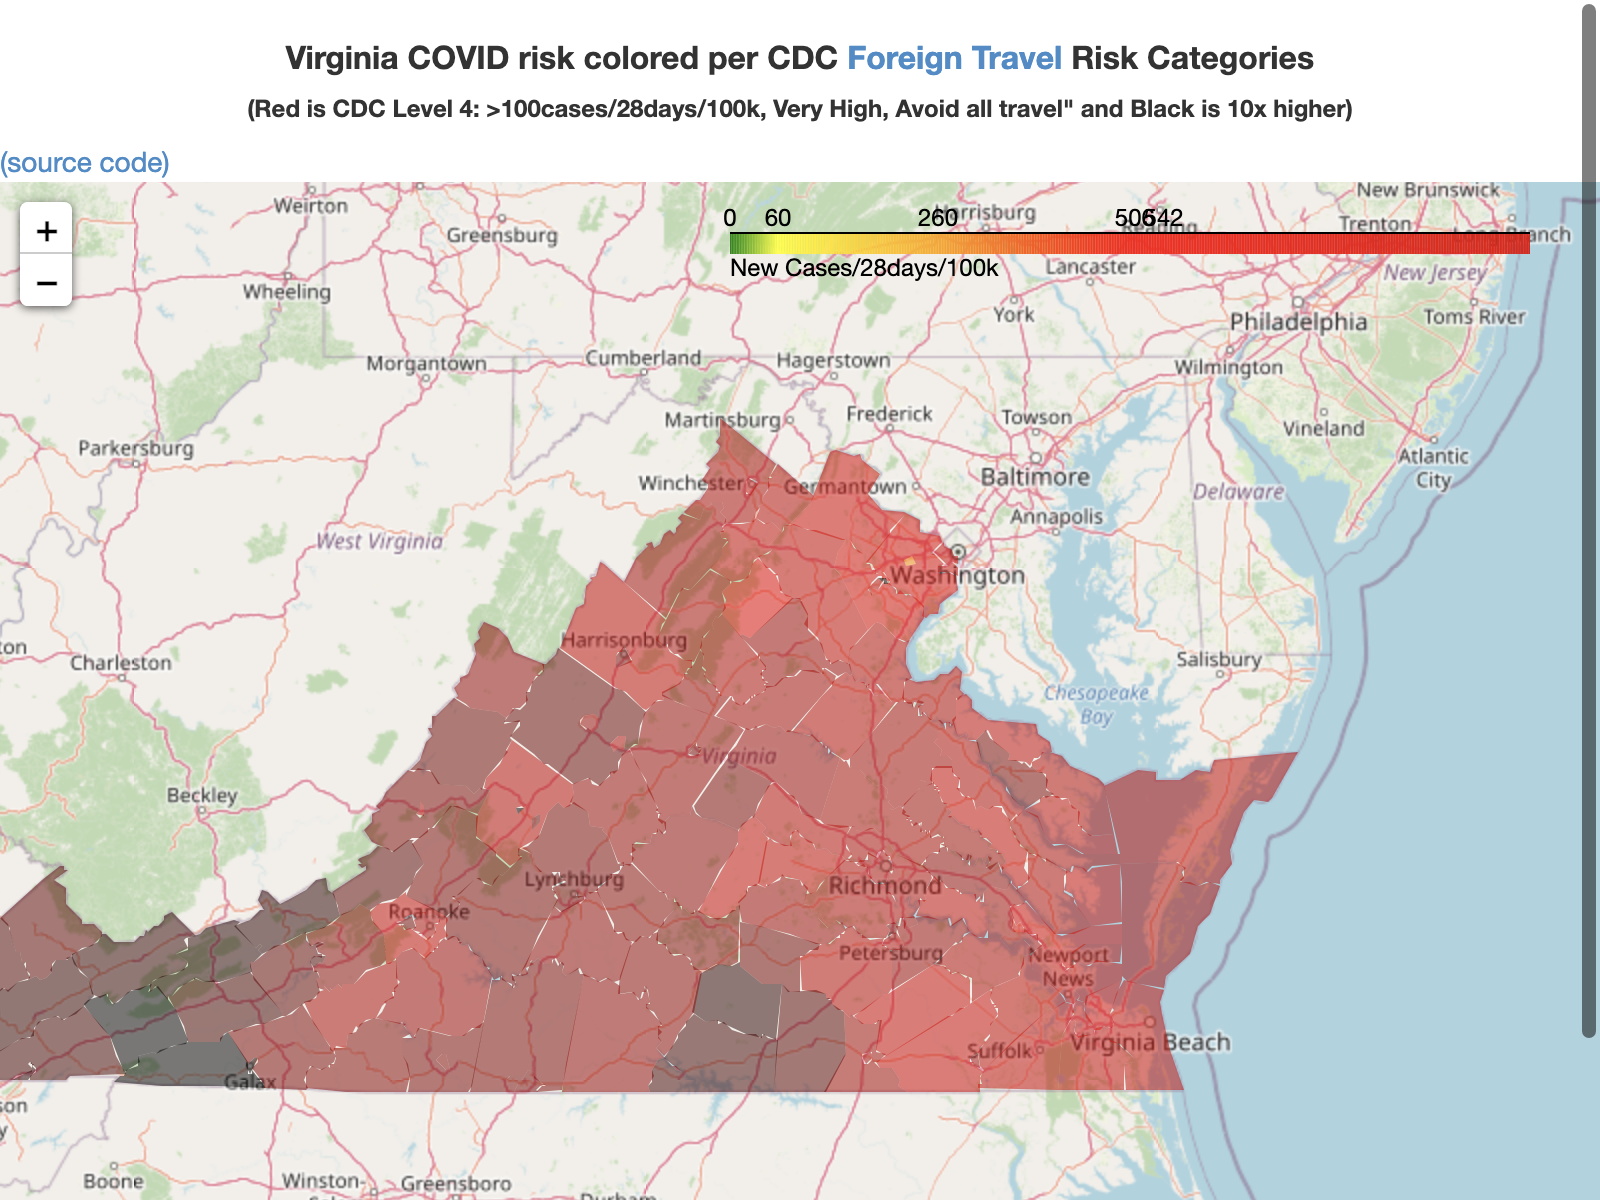 Virginia COVID risk colored per CDC Foreign Travel Risk Categories
(Red is CDC Level 4: >100cases/28days/100k, Very High, Avoid all travel" and Black is 10x higher)
(source code)
+
−
0 60 260 506 542
New Cases/28days/100k
New Brunswick
Weirton
Harrisburg
Trenton
Reading
Long Branch
Greensburg
Lancaster
New Jersey
Wheeling
York
Philadelphia
Toms River
Morgantown
Cumberland
Hagerstown
Wilmington
Martinsburg
Frederick
Towson
Vineland
Parkersburg
Atlantic
City
Winchester
Germantown
Baltimore
Delaware
Annapolis
West Virginia
Washington
Harrisonburg
ton
Charleston
Salisbury
Chesapeake
Bay
Virginia
Beckley
Lynchburg
Richmond
Roanoke
Petersburg
Newport
News
Suffolk
Virginia Beach
Galax
son
y
Boone
Winston-
Greensboro
Durham